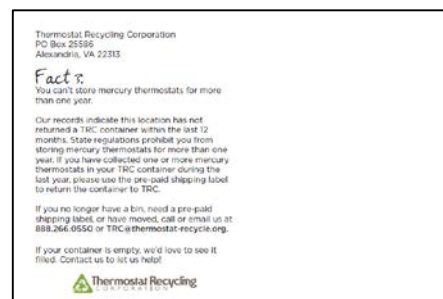 Thermostat Recycling Corporation
PO Box 25586
Alexandria, VA 22313
Fact :
You can't store mercury thermostats for more
than one year.
Our records indicate this location has not
returned a TRC container within the last 12
months. State regulations prohibit you from
storing mercury thermostats for more than one
year. If you have collected one or more mercury
thermostats in your TRC container during the
last year, please use the pre-paid shipping label
to return the container to TRC.
If you no longer have a bin, need a pre-paid
shipping label, or have moved, call or email us at
888.266.0550 or TRC@thermostat-recycle.org.
If your container is empty, we'd love to see it
filled. Contact us to let us help!
Thermostat Recycling
CORPORATION